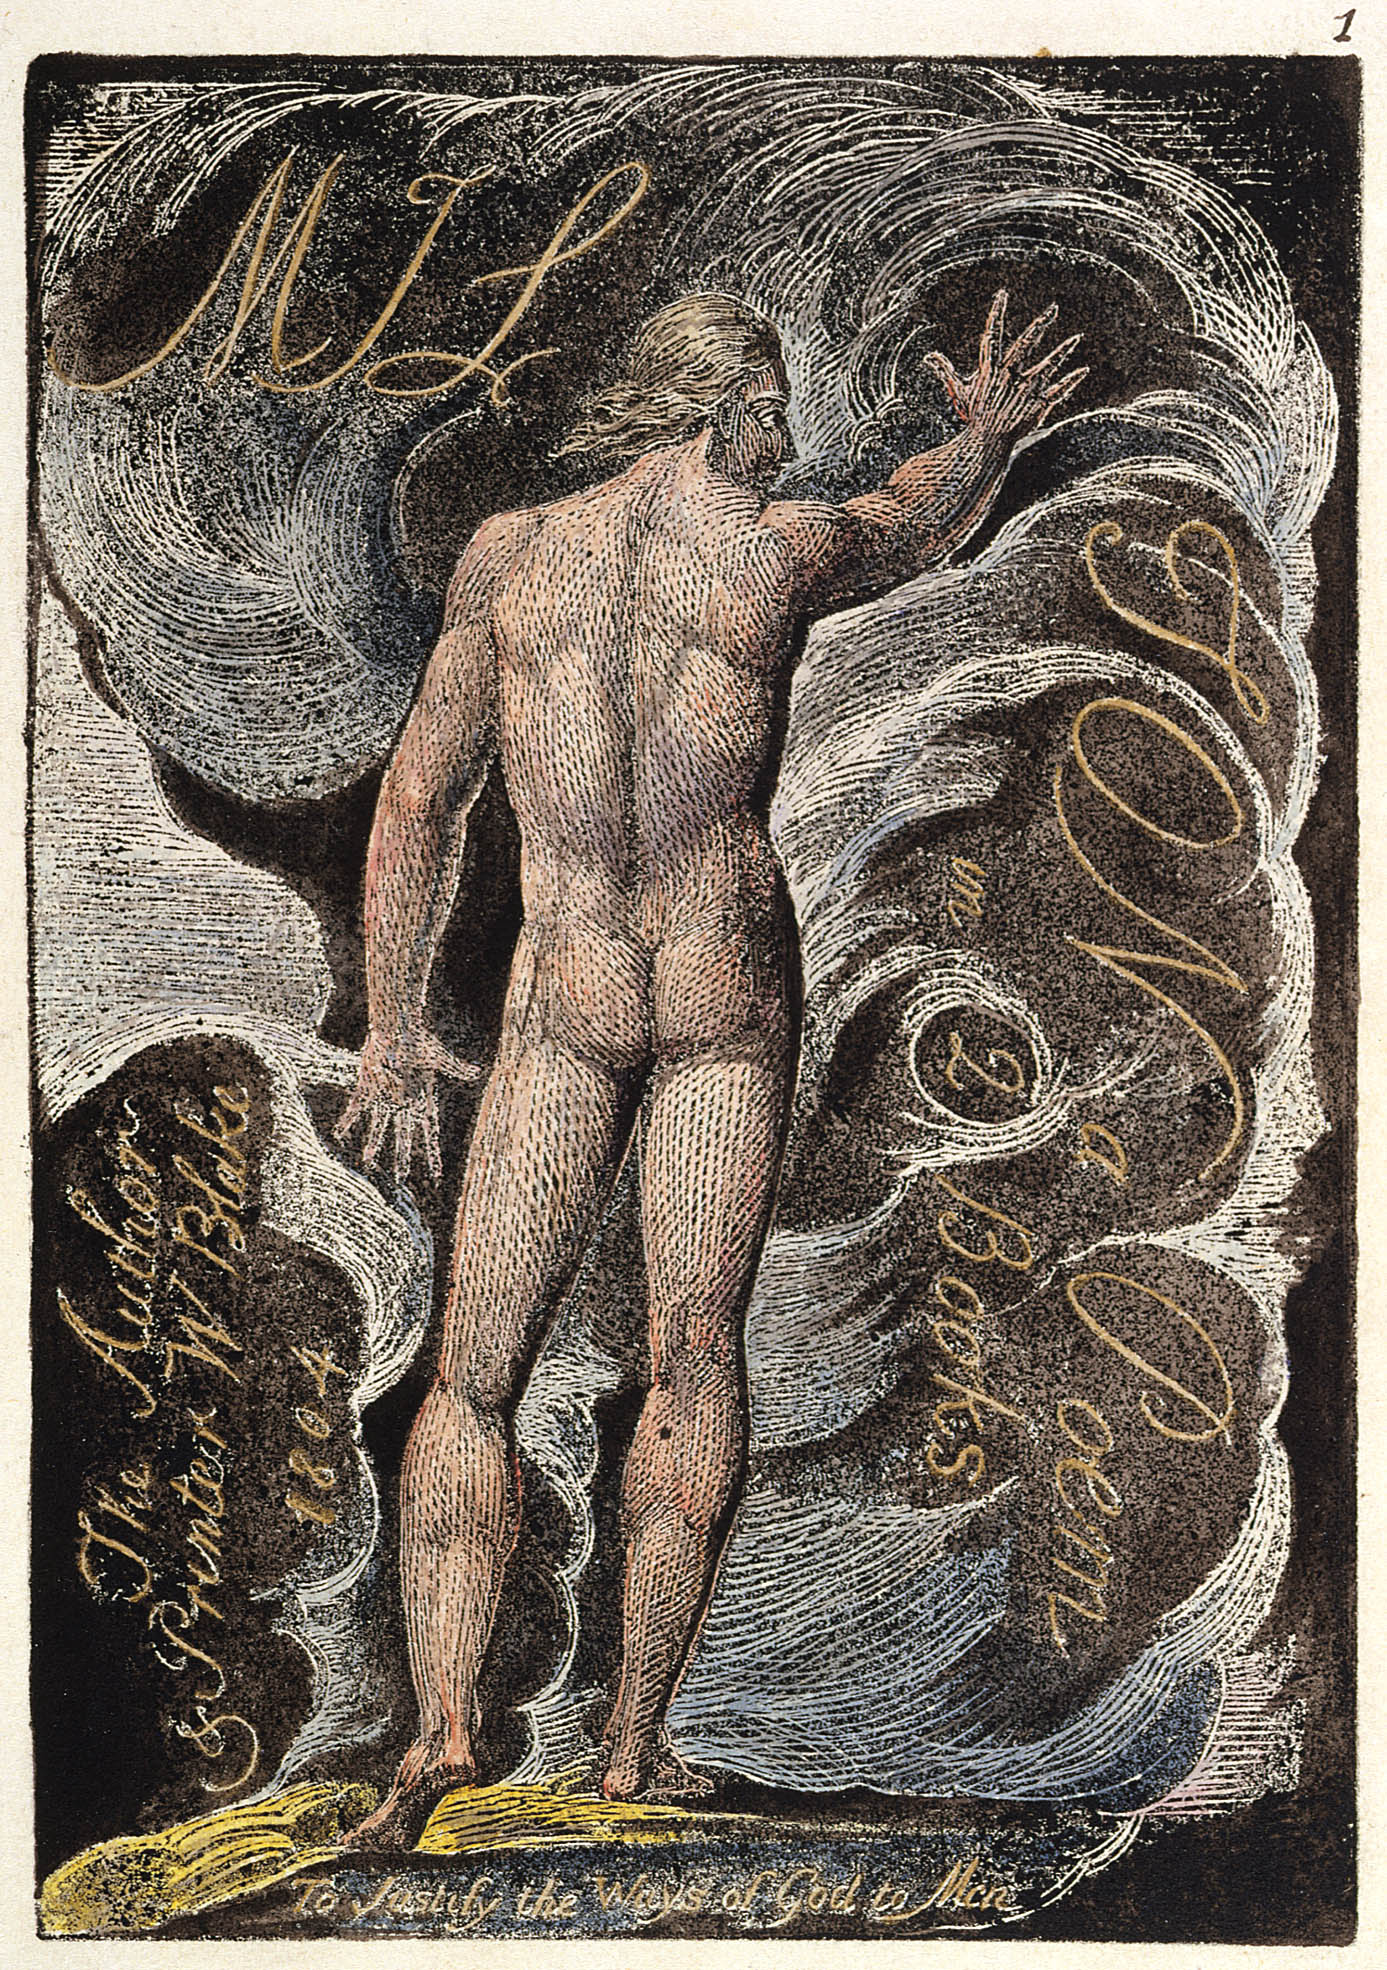 1
MIL
TON
a Poem
in 2 Books
The Author
& Printer W Blake
1804
To Justify the Ways of God to Men